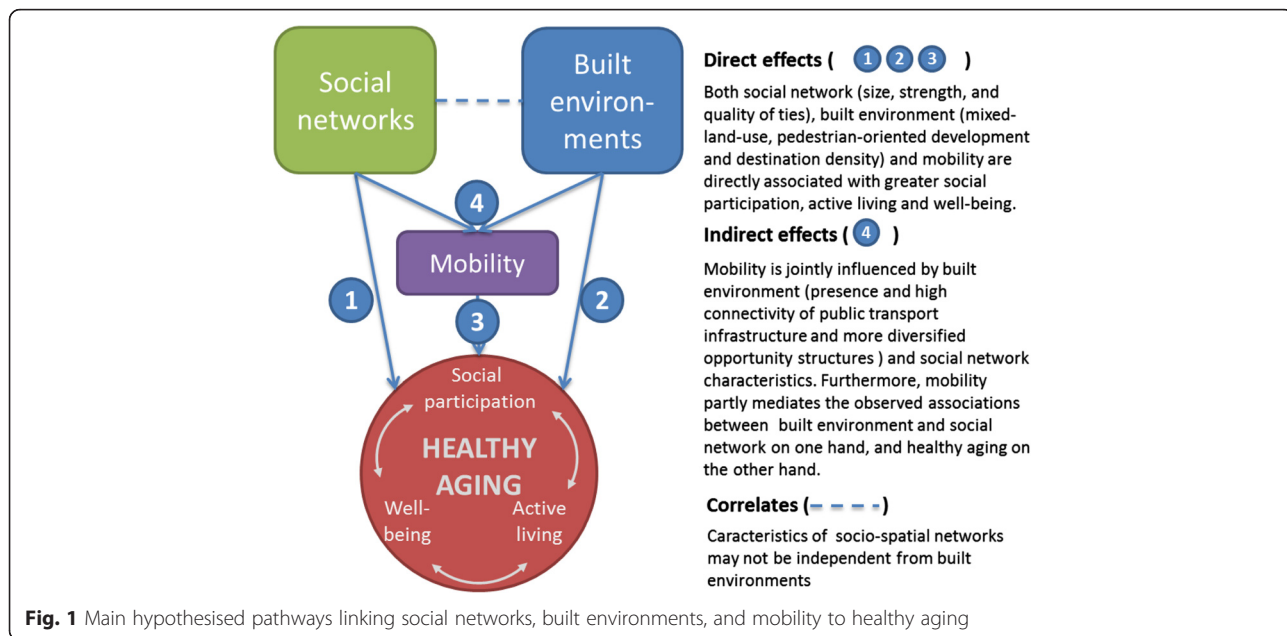 Social
networks
Built
environ-
ments
4
Mobility
1
3
2
Social
participation
HEALTHY
AGING
Well-
being
Active
living
Direct effects ( 1 2 3 )
Both social network (size, strength, and
quality of ties), built environment (mixed-
land-use, pedestrian-oriented development
and destination density) and mobility are
directly associated with greater social
participation, active living and well-being.
Indirect effects ( 4 )
Mobility is jointly influenced by built
environment (presence and high
connectivity of public transport
infrastructure and more diversified
opportunity structures ) and social network
characteristics. Furthermore, mobility
partly mediates the observed associations
between built environment and social
network on one hand, and healthy aging on
the other hand.
Correlates (- - - - -)
Caracteristics of socio-spatial networks
may not be independent from built
environments
Fig. 1 Main hypothesised pathways linking social networks, built environments, and mobility to healthy aging